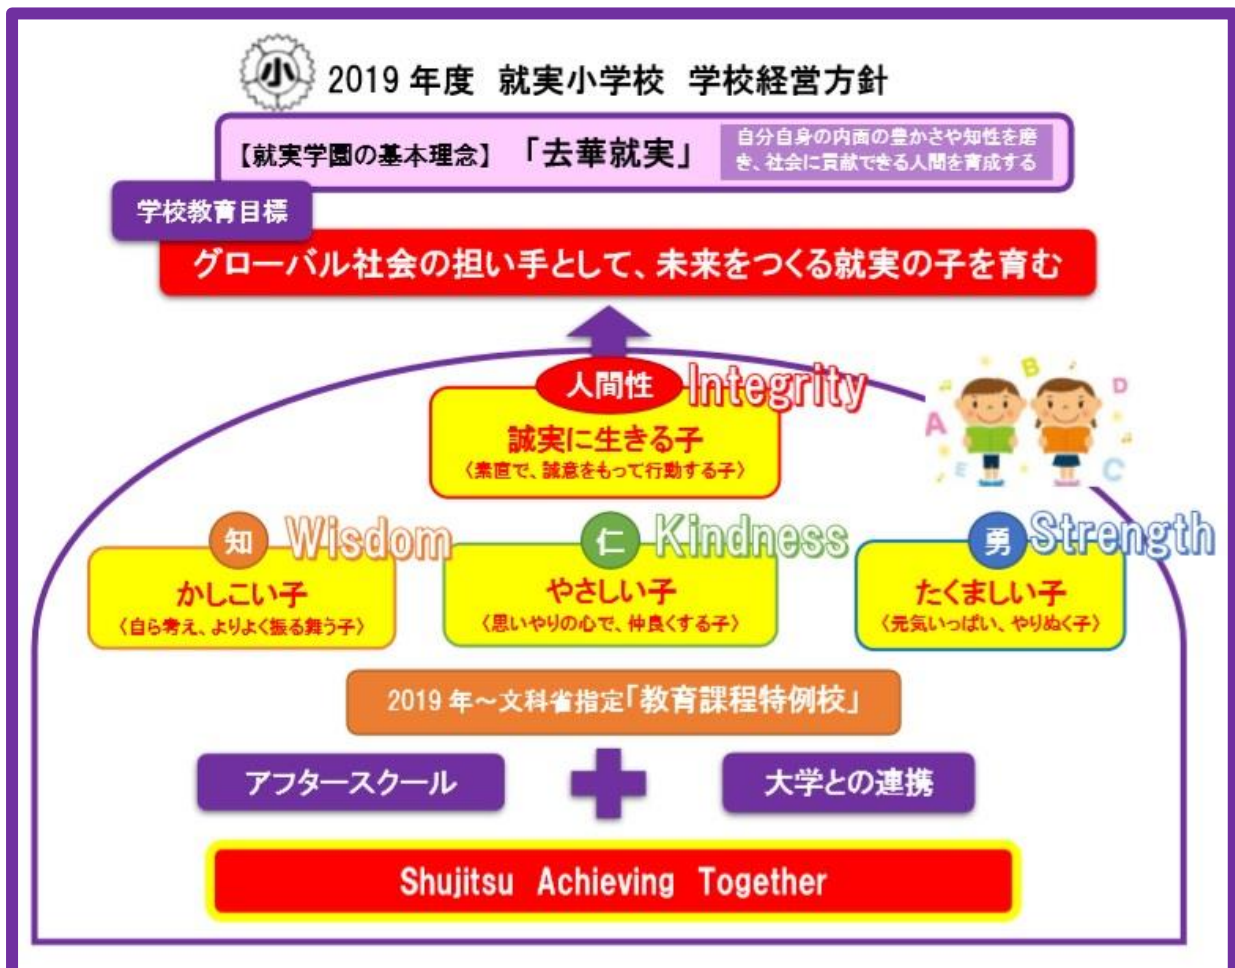 小
2019年度 就実小学校 学校経営方針
【就実学園の基本理念】 「去華就実」
自分自身の内面の豊かさや知性を磨
き、社会に貢献できる人間を育成する
学校教育目標
グローバル社会の担い手として、未来をつくる就実の子を育む
人間性 Integrity
誠実に生きる子
〈素直で、誠意をもって行動する子〉
A B C D E
知 Wisdom
かしこい子
〈自ら考え、よりよく振る舞う子〉
仁 Kindness
やさしい子
〈思いやりの心で、仲良くする子〉
勇 Strength
たくましい子
〈元気いっぱい、やりぬく子〉
2019年～文科省指定「教育課程特例校」
アフタースクール
大学との連携
Shujitsu Achieving Together